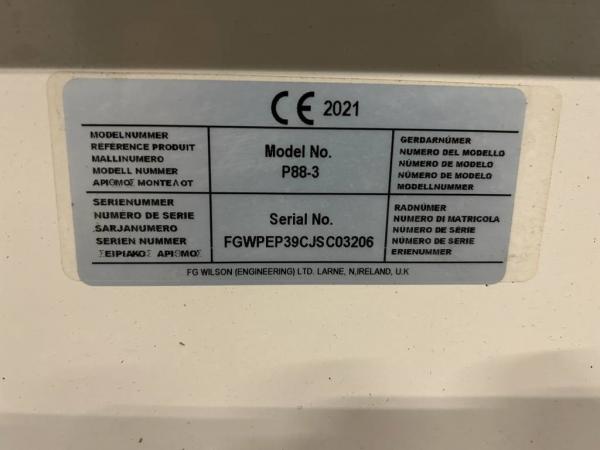 CE 2021
MODELNUMMER
REFERENCE PRODUIT
MALLINUMERO
MODELL NUMMER
ΑΡΙΘΜΟΣ ΜΟΝΤΕΛΟΤ
Model No.
P88-3
GERDARNÚMER
NUMERO DEL MODELLO
NÚMERO DE MODELO
NÚMERO DE MODELO
MODELLNUMMER
SERIENUMMER
NUMÉRO DE SERIE
SARJANUMERO
SERIEN NUMMER
ΣΕΙΡΙΑΚΟΣ ΑΡΙΘΜΟΣ
Serial No.
FGWPEP39CJSC03206
RADNÚMER
NUMERO DI MATRICOLA
NÚMERO DE SÉRIE
NÚMERO DE SERIE
ERIENUMMER
FG WILSON (ENGINEERING) LTD. LARNE, N,IRELAND, U.K